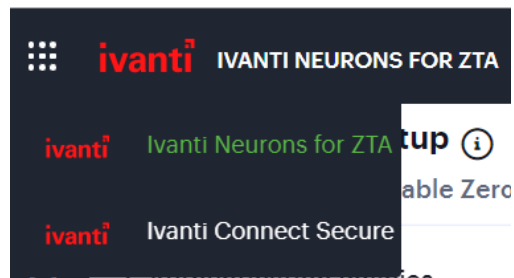 ivanti IVANTI NEURONS FOR ZTA
ivanti Ivanti Neurons for ZTA
tup
able Zero
ivanti Ivanti Connect Secure